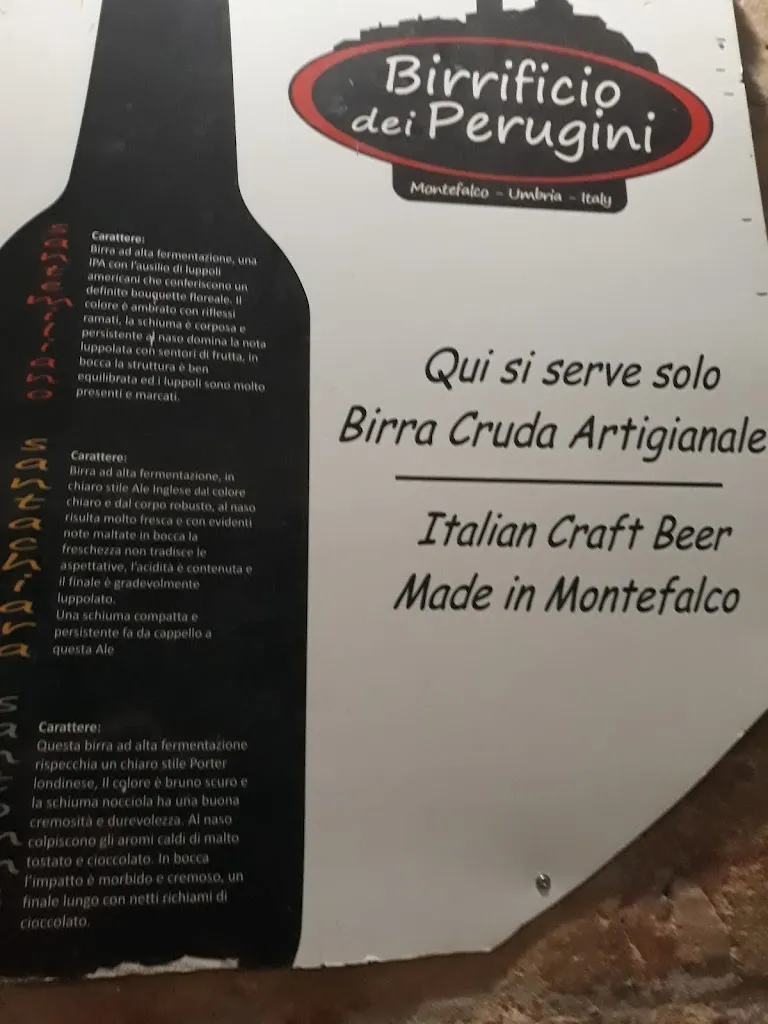 Birrificio
dei Perugini
Montefalco - Umbria - Italy
santemiliano
Carattere:
Birra ad alta fermentazione, una
IPA con l'ausilio di luppoli
americani che conferiscono un
definito bouquette floreale. Il
colore è ambrato con riflessi
ramati, la schiuma è corposa e
persistente al naso domina la nota
luppolata con sentori di frutta, in
bocca la struttura è ben
equilibrata ed i luppoli sono molto
presenti e marcati.
santachiara
Carattere:
Birra ad alta fermentazione, in
chiaro stile Ale Inglese dal colore
chiaro e dal corpo robusto, al naso
risulta molto fresca e con evidenti
note maltate in bocca la
freschezza non tradisce le
aspettative, l'acidità è contenuta e
il finale è gradevolmente
luppolato.
Una schiuma compatta e
persistente fa da cappello a
questa Ale
Carattere:
Questa birra ad alta fermentazione
rispecchia un chiaro stile Porter
londinese, Il colore è bruno scuro e
la schiuma nocciola ha una buona
cremosità e durevolezza. Al naso
colpiscono gli aromi caldi di malto
tostato e cioccolato. In bocca
l'impatto è morbido e cremoso, un
finale lungo con netti richiami di
cioccolato.
Qui si serve solo
Birra Cruda Artigianale
Italian Craft Beer
Made in Montefalco